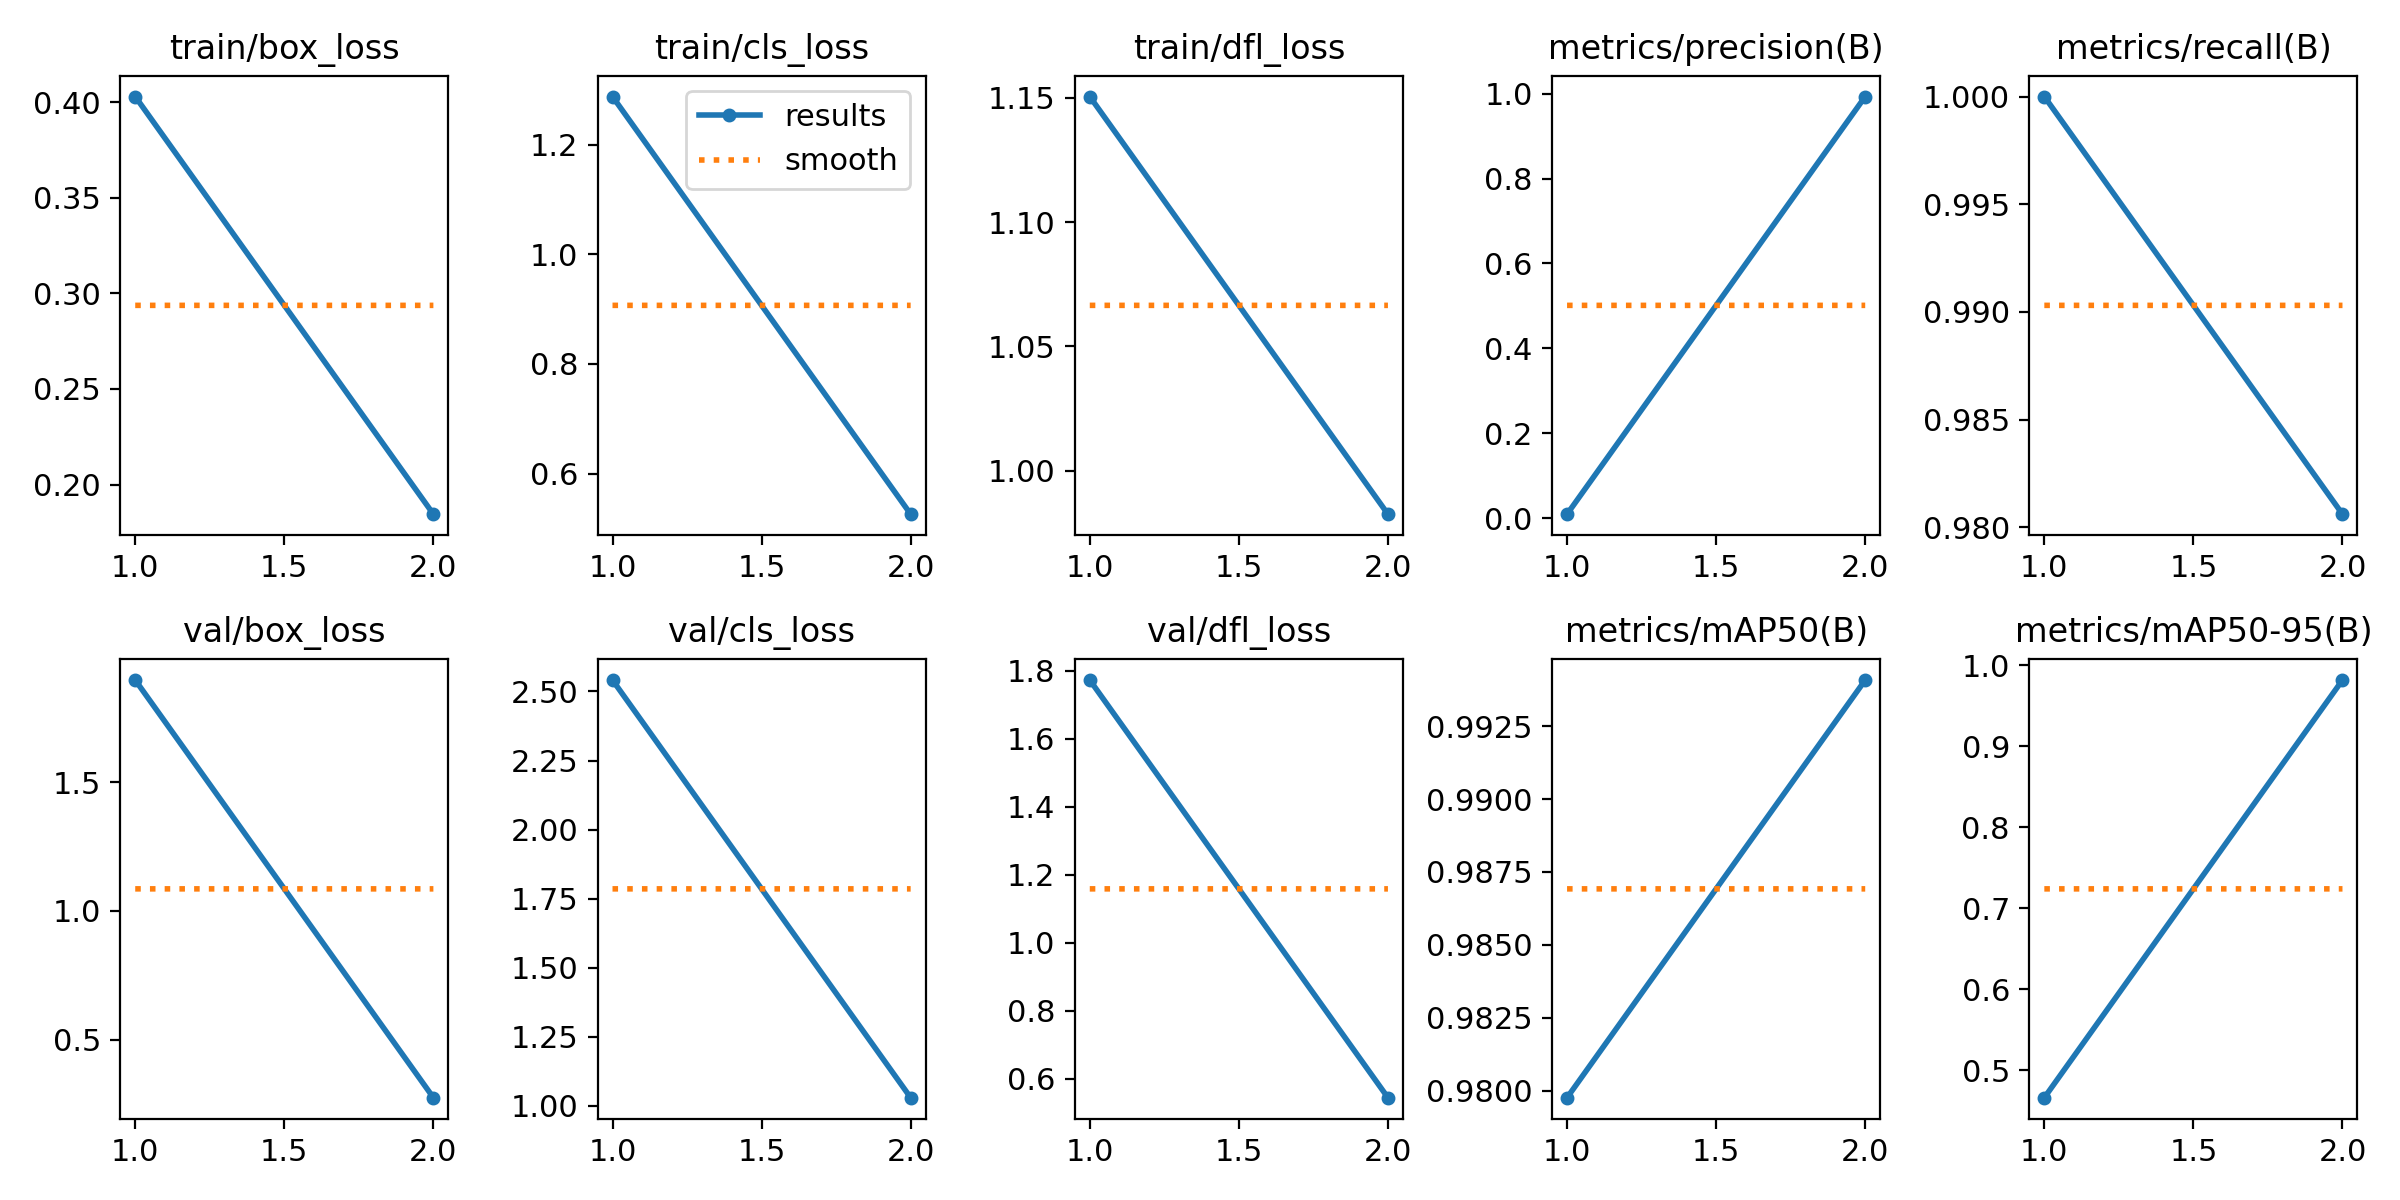 train/box_loss
0.40
0.35
0.30
0.25
0.20
1.0 1.5 2.0
train/cls_loss
results
smooth
1.2
1.0
0.8
0.6
1.0 1.5 2.0
train/dfl_loss
1.15
1.10
1.05
1.00
1.0 1.5 2.0
metrics/precision(B)
1.0
0.8
0.6
0.4
0.2
0.0
1.0 1.5 2.0
metrics/recall(B)
1.000
0.995
0.990
0.985
0.980
1.0 1.5 2.0
val/box_loss
1.5
1.0
0.5
1.0 1.5 2.0
val/cls_loss
2.50
2.25
2.00
1.75
1.50
1.25
1.00
1.0 1.5 2.0
val/dfl_loss
1.8
1.6
1.4
1.2
1.0
0.8
0.6
1.0 1.5 2.0
metrics/mAP50(B)
0.9925
0.9900
0.9875
0.9850
0.9825
0.9800
1.0 1.5 2.0
metrics/mAP50-95(B)
1.0
0.9
0.8
0.7
0.6
0.5
1.0 1.5 2.0